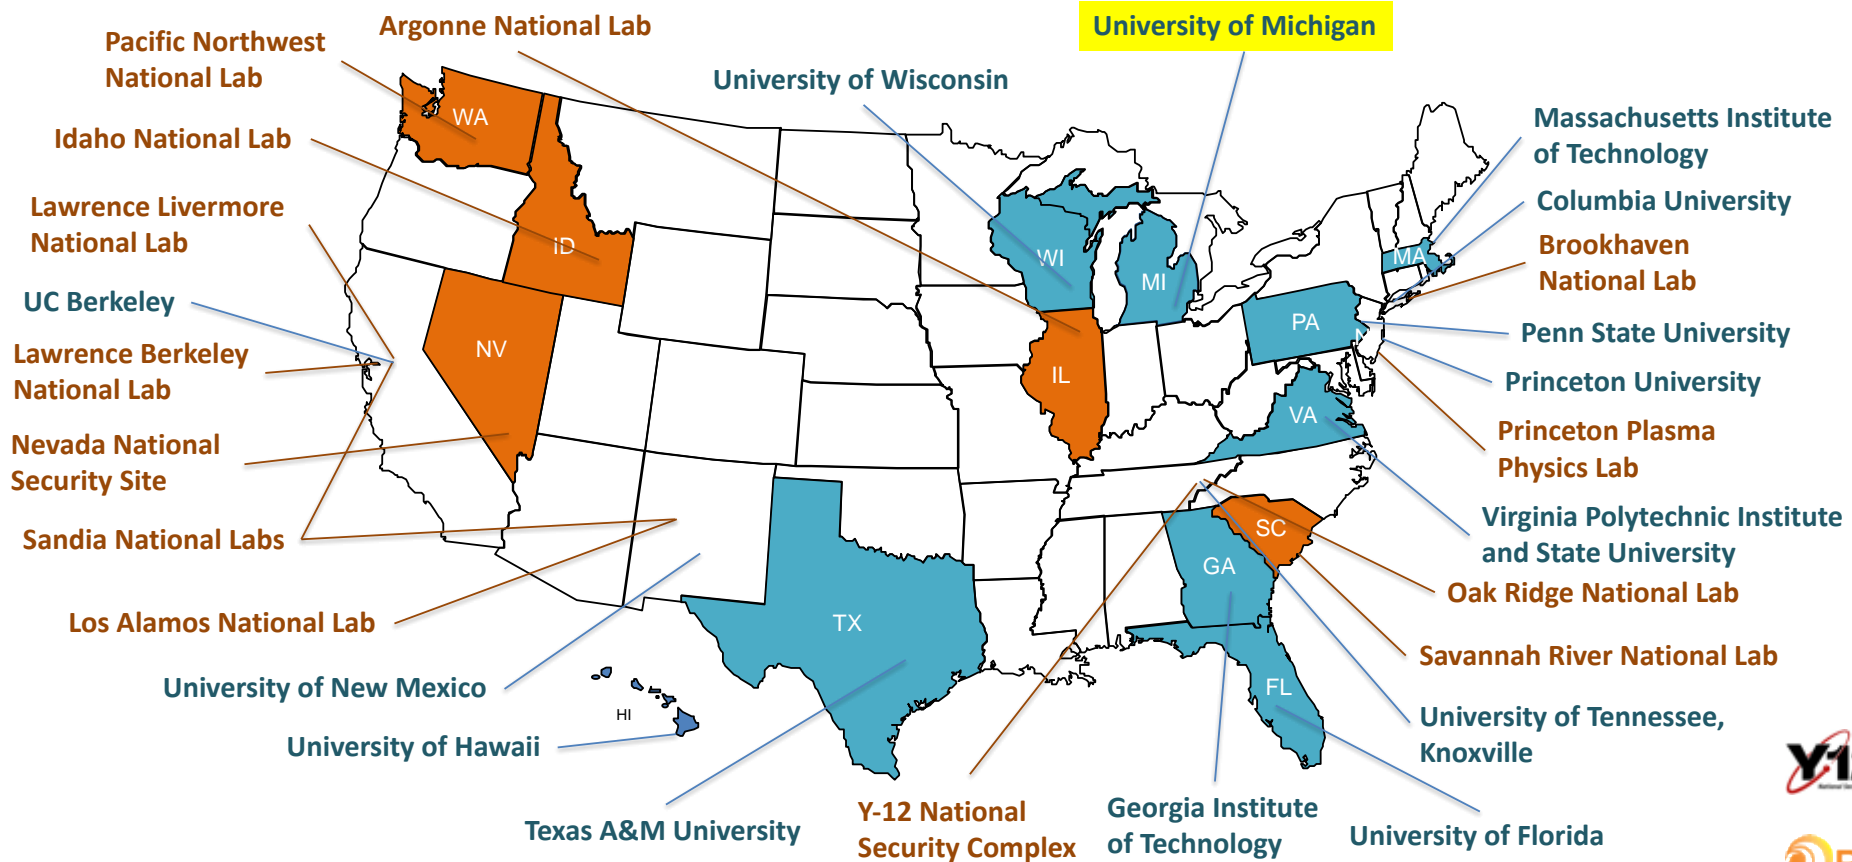 Argonne National Lab
University of Michigan
Pacific Northwest
National Lab
University of Wisconsin
Massachusetts Institute
of Technology
Idaho National Lab
Columbia University
Lawrence Livermore
National Lab
Brookhaven
National Lab
UC Berkeley
Penn State University
Lawrence Berkeley
National Lab
Princeton University
Nevada National
Security Site
Princeton Plasma
Physics Lab
Sandia National Labs
Virginia Polytechnic Institute
and State University
Oak Ridge National Lab
Los Alamos National Lab
Savannah River National Lab
University of New Mexico
University of Tennessee,
Knoxville
University of Hawaii
Texas A&M University
Y-12 National
Security Complex
Georgia Institute
of Technology
University of Florida
WA
ID
NV
WI
MI
IL
MA
PA
N
VA
SC
GA
TX
FL
HI